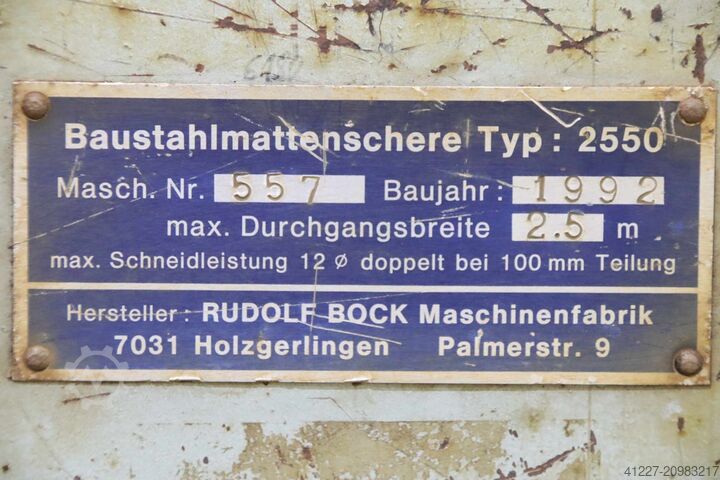 Baustahlmattenschere Typ: 2550
Masch. Nr. 557 Baujahr: 1992
max. Durchgangsbreite 2.5 m
max. Schneidleistung 12 ø doppelt bei 100 mm Teilung
Hersteller: RUDOLF BOCK Maschinenfabrik
7031 Holzgerlingen Palmerstr. 9
41227-20983217